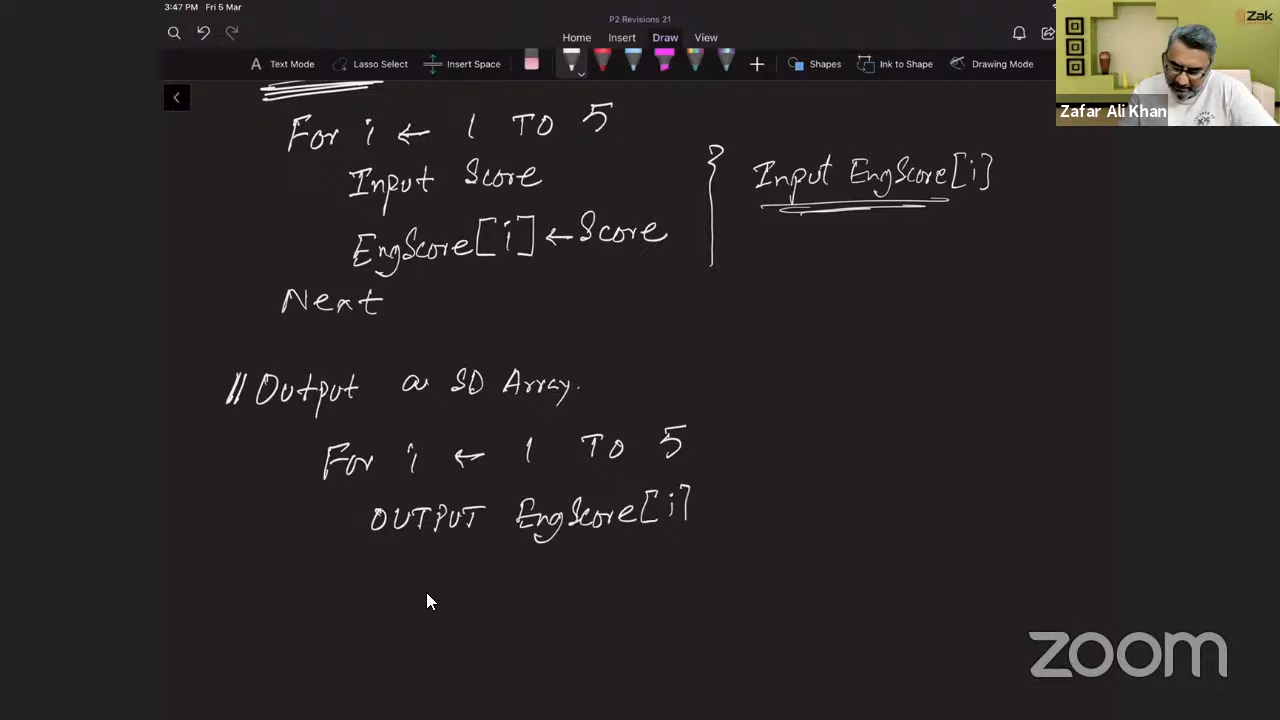 3:47 PM Fri 5 Mar
P2 Revisions 21
Home Insert Draw View
Text Mode Lasso Select Insert Space Shapes Ink to Shape Drawing Mode
Zak
Zafar Ali Khan
For i ← 1 TO 5
Input Score
EngScore[i] ← Score
Next
} Input EngScore[i]
// Output a SD Array.
For i ← 1 TO 5
OUTPUT EngScore[i]
zoom